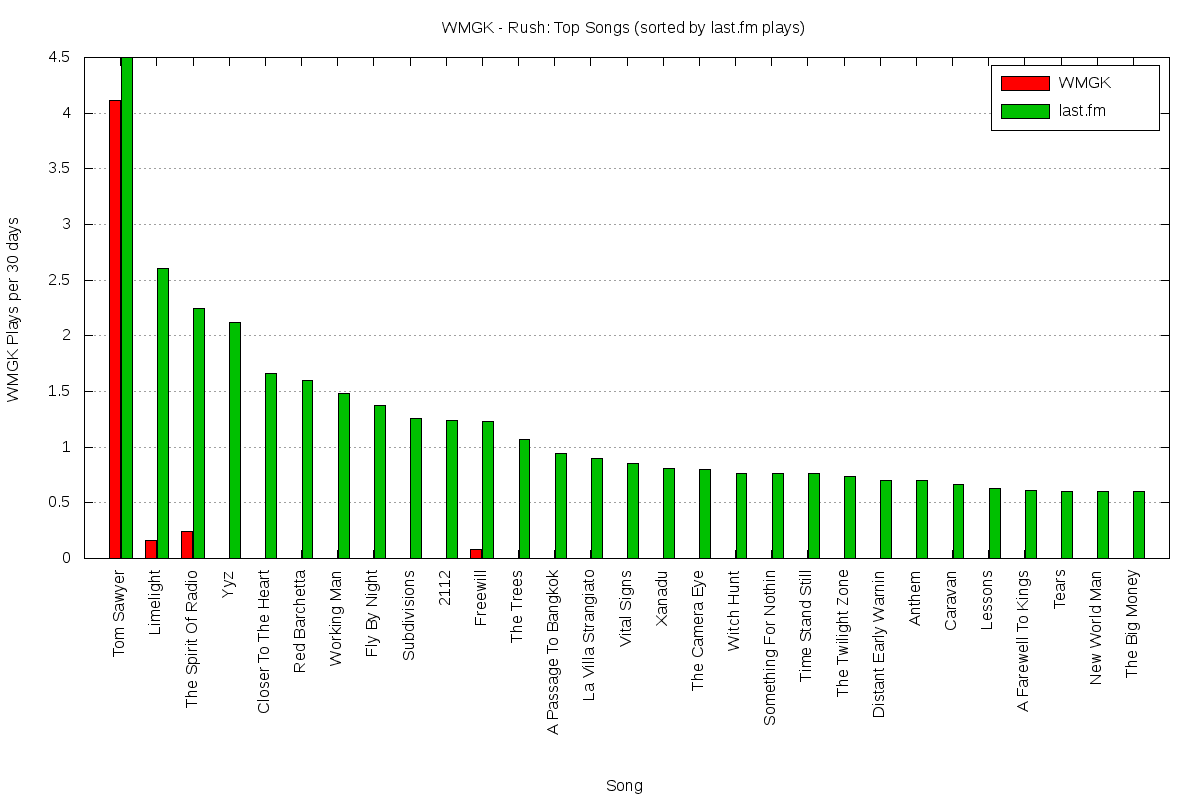 WMGK - Rush: Top Songs (sorted by last.fm plays)
WMGK
last.fm
WMGK Plays per 30 days
4.5
4
3.5
3
2.5
2
1.5
1
0.5
0
Tom Sawyer
Limelight
The Spirit Of Radio
Yyz
Closer To The Heart
Red Barchetta
Working Man
Fly By Night
Subdivisions
2112
Freewill
The Trees
A Passage To Bangkok
La Villa Strangiato
Vital Signs
Xanadu
The Camera Eye
Witch Hunt
Something For Nothin
Time Stand Still
The Twilight Zone
Distant Early Warnin
Anthem
Caravan
Lessons
A Farewell To Kings
Tears
New World Man
The Big Money
Song